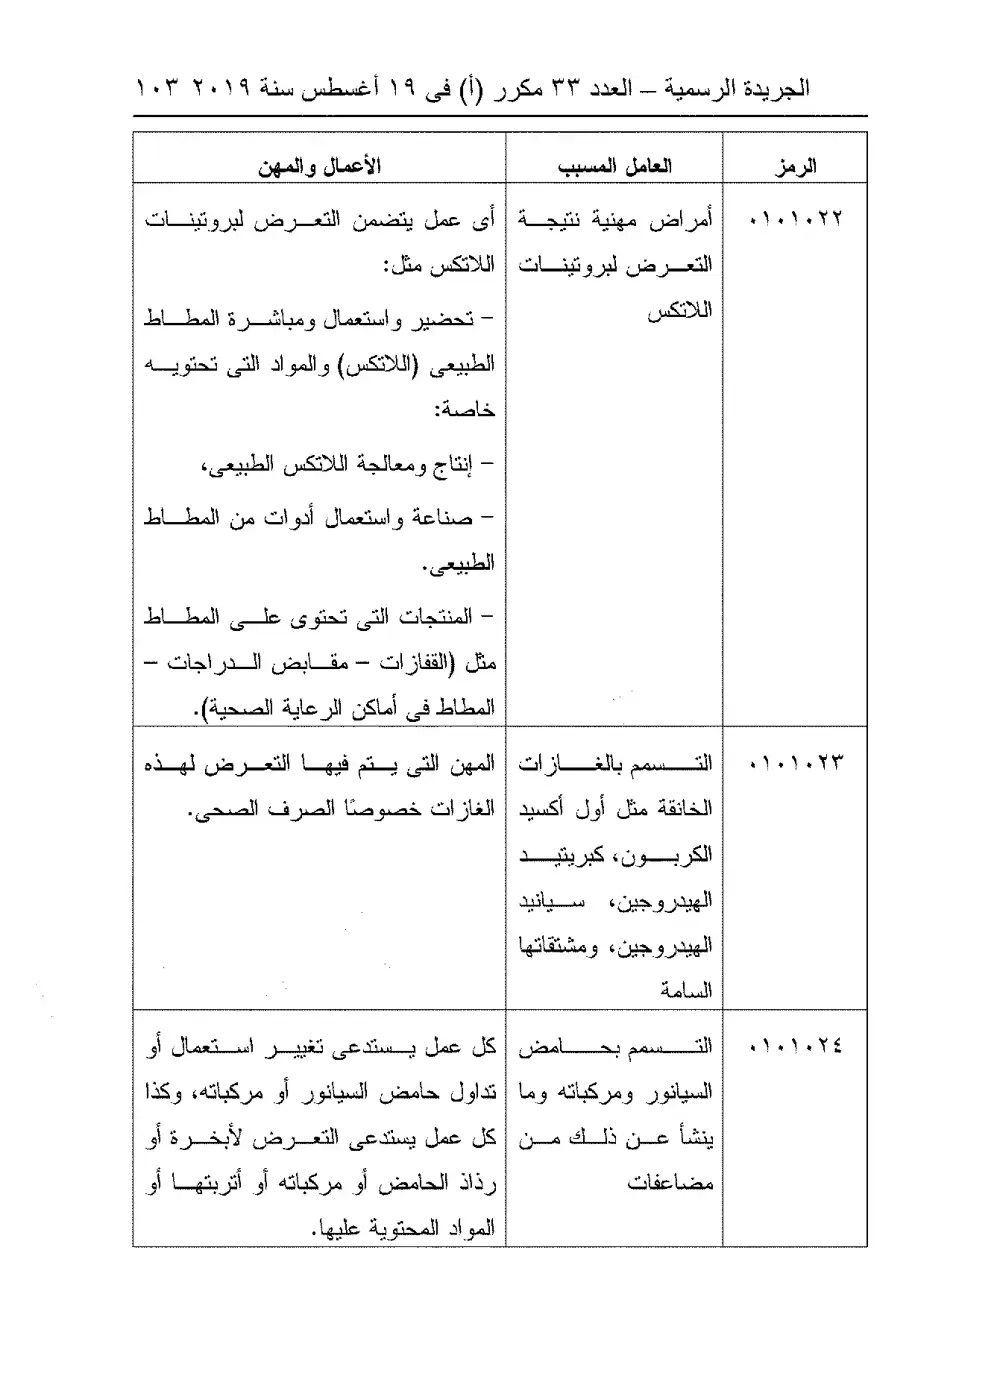 الجريدة الرسمية – العدد ٣٣ مكرر (أ) فى ١٩ أغسطس سنة ٢٠١٩ ١٠٣
الرمز
العامل المسبب
الأعمال والمهن
٠١٠١٠٢٢
أمراض مهنية نتيجة
التعرض لبروتينات
اللاتكس
أى عمل يتضمن التعرض لبروتينات
اللاتكس مثل:
– تحضير واستعمال ومباشرة المطاط
الطبيعى (اللاتكس) والمواد التى تحتويه
خاصة:
– إنتاج ومعالجة اللاتكس الطبيعى،
– صناعة واستعمال أدوات من المطاط
الطبيعى.
– المنتجات التى تحتوى على المطاط
مثل (القفازات – مقابض الدراجات –
المطاط فى أماكن الرعاية الصحية).
٠١٠١٠٢٣
التسمم بالغازات
الخانقة مثل أول أكسيد
الكربون، كبريتيد
الهيدروجين، سيانيد
الهيدروجين، ومشتقاتها
السامة
المهن التى يتم فيها التعرض لهذه
الغازات خصوصًا الصرف الصحى.
٠١٠١٠٢٤
التسمم بحامض
السيانور ومركباته وما
ينشأ عن ذلك من
مضاعفات
كل عمل يستدعى تغيير استعمال أو
تداول حامض السيانور أو مركباته، وكذا
كل عمل يستدعى التعرض لأبخرة أو
رذاذ الحامض أو مركباته أو أتربتها أو
المواد المحتوية عليها.